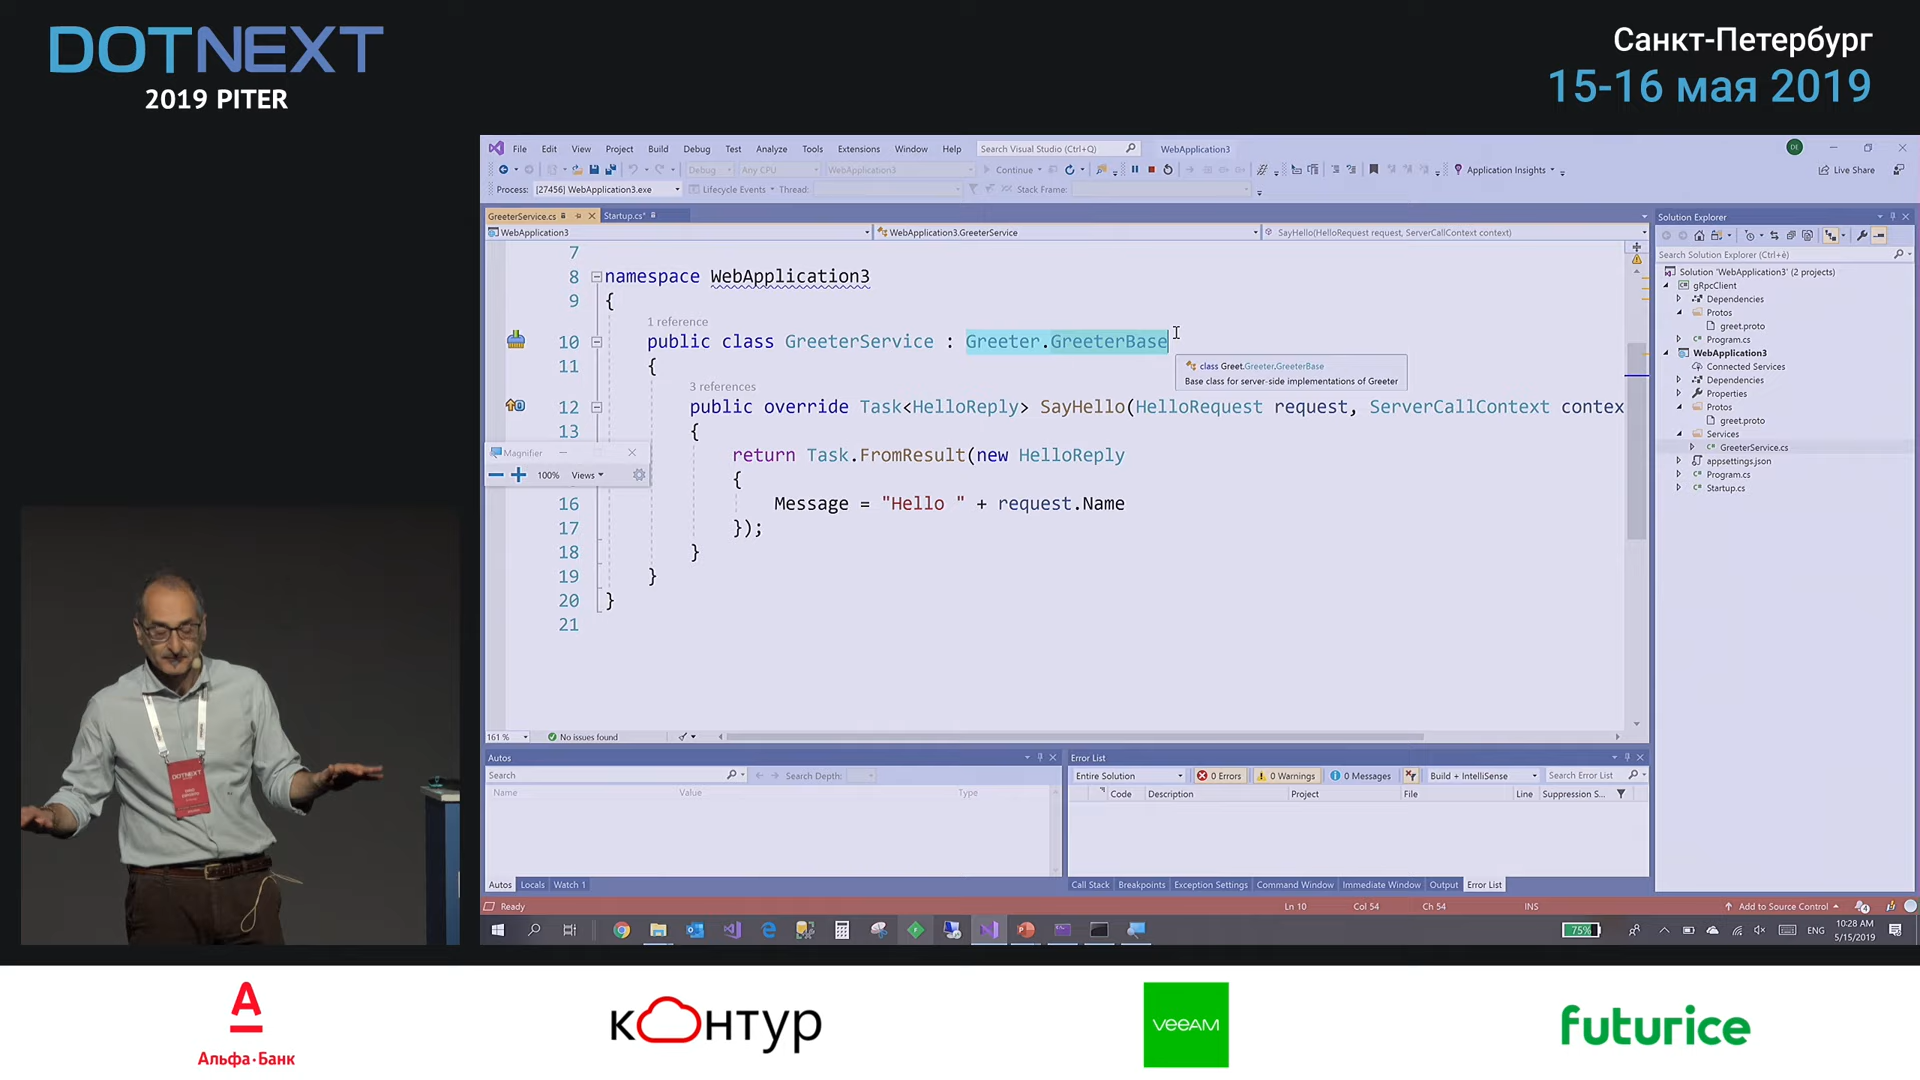 DOTNEXT
2019 PITER
Санкт-Петербург
15-16 мая 2019
File Edit View Project Build Debug Test Analyze Tools Extensions Window Help Search Visual Studio (Ctrl+Q) WebApplication3
Debug Any CPU WebApplication3 Continue Application Insights Live Share
Process: [27456] WebApplication3.exe Lifecycle Events Thread: Stack Frame:
GreeterService.cs Startup.cs*
WebApplication3 WebApplication3.GreeterService SayHello(HelloRequest request, ServerCallContext context)
7
8 namespace WebApplication3
9 {
1 reference
10 public class GreeterService : Greeter.GreeterBase
11 {
class Greet.Greeter.GreeterBase
Base class for server-side implementations of Greeter
3 references
12 public override Task<HelloReply> SayHello(HelloRequest request, ServerCallContext contex
13 {
Magnifier
100% Views
return Task.FromResult(new HelloReply
{
16 Message = "Hello " + request.Name
17 });
18 }
19 }
20 }
21
161 % No issues found
Solution Explorer
Search Solution Explorer (Ctrl+è)
Solution 'WebApplication3' (2 projects)
gRpcClient
Dependencies
Protos
greet.proto
Program.cs
WebApplication3
Connected Services
Dependencies
Properties
Protos
greet.proto
Services
GreeterService.cs
appsettings.json
Program.cs
Startup.cs
Autos
Search Search Depth:
Name Value Type
Autos Locals Watch 1
Error List
Entire Solution 0 Errors 0 Warnings 0 Messages Build + IntelliSense Search Error List
Code Description Project File Line Suppression S...
Call Stack Breakpoints Exception Settings Command Window Immediate Window Output Error List
Ready Ln 10 Col 54 Ch 54 INS Add to Source Control 4
75% ENG 10:28 AM
5/15/2019
DOTNEXT
Альфа·Банк
контур
veeam
futurice